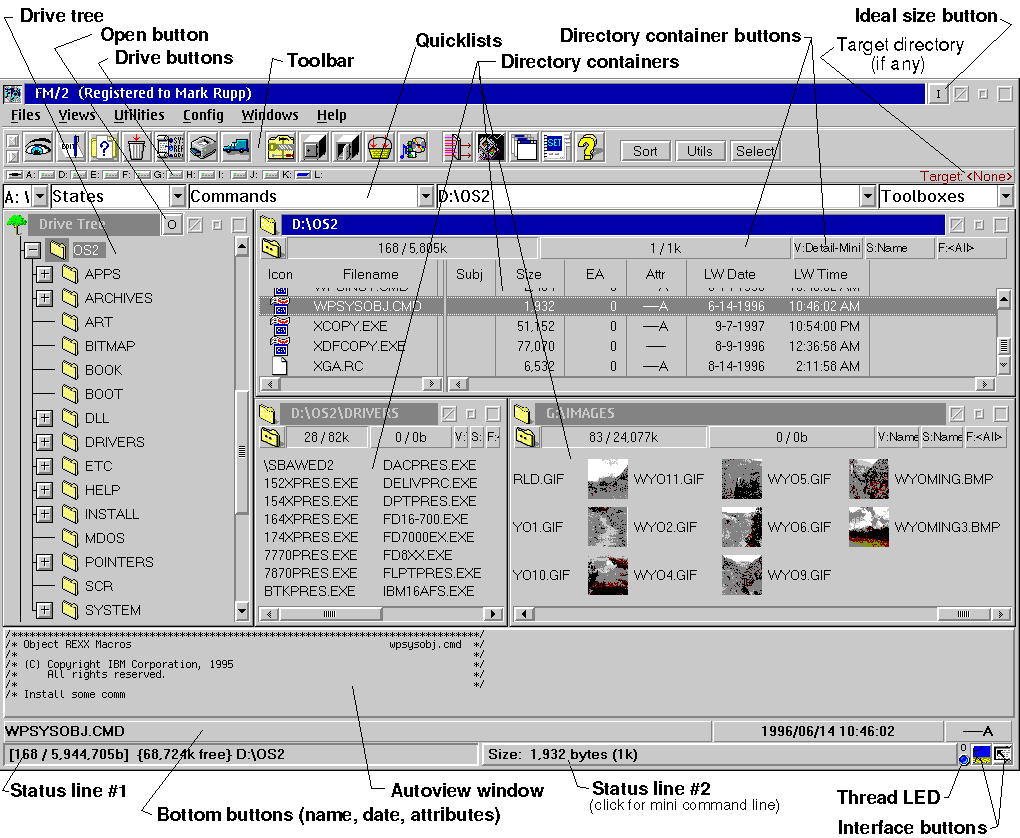 Drive tree
Open button
Drive buttons
Toolbar
Quicklists
Directory containers
Directory container buttons
Ideal size button
Target directory
(if any)
FM/2 (Registered to Mark Rupp)
I
Files Views Utilities Config Windows Help
Sort Utils Select
A: D: E: F: G: H: I: J: K: L:
Target: <None>
A: \ States Commands D:\OS2 Toolboxes
Drive Tree O
OS2
APPS
ARCHIVES
ART
BITMAP
BOOK
BOOT
DLL
DRIVERS
ETC
HELP
INSTALL
MDOS
POINTERS
SCR
SYSTEM
D:\OS2
168 / 5,805k 1 / 1k V:Detail-Mini S:Name F:<All>
Icon Filename Subj Size EA Attr LW Date LW Time
WPSYSOBJ.CMD 1,932 0 —A 6-14-1996 10:46:02 AM
XCOPY.EXE 51,152 0 —A 9-7-1997 10:54:00 PM
XDFCOPY.EXE 77,070 0 — 8-9-1996 12:36:58 AM
XGA.RC 6,532 0 —A 8-14-1996 2:11:58 AM
D:\OS2\DRIVERS
28 / 82k 0 / 0b V: S: F:
\SBAWED2 DACPRES.EXE
152XPRES.EXE DELIVPRC.EXE
154XPRES.EXE DPTPRES.EXE
164XPRES.EXE FD16-700.EXE
174XPRES.EXE FD7000EX.EXE
7770PRES.EXE FD8XX.EXE
7870PRES.EXE FLPTPRES.EXE
BTKPRES.EXE IBM16AFS.EXE
G:\IMAGES
83 / 24,077k 0 / 0b V:Name S:Name F:<All>
RLD.GIF WYO11.GIF WYO5.GIF WYOMING.BMP
YO1.GIF WYO2.GIF WYO6.GIF WYOMING3.BMP
YO10.GIF WYO4.GIF WYO9.GIF
/******************************************************************************/
/* Object REXX Macros wpsysobj.cmd */
/* */
/* (C) Copyright IBM Corporation, 1995 */
/* All rights reserved. */
/* */
/* Install some comm
WPSYSOBJ.CMD 1996/06/14 10:46:02 —A
[168 / 5,944,705b] {68,724k free} D:\OS2 Size: 1,932 bytes (1k) 0
Status line #1
Bottom buttons (name, date, attributes)
Autoview window
Status line #2
(click for mini command line)
Thread LED
Interface buttons